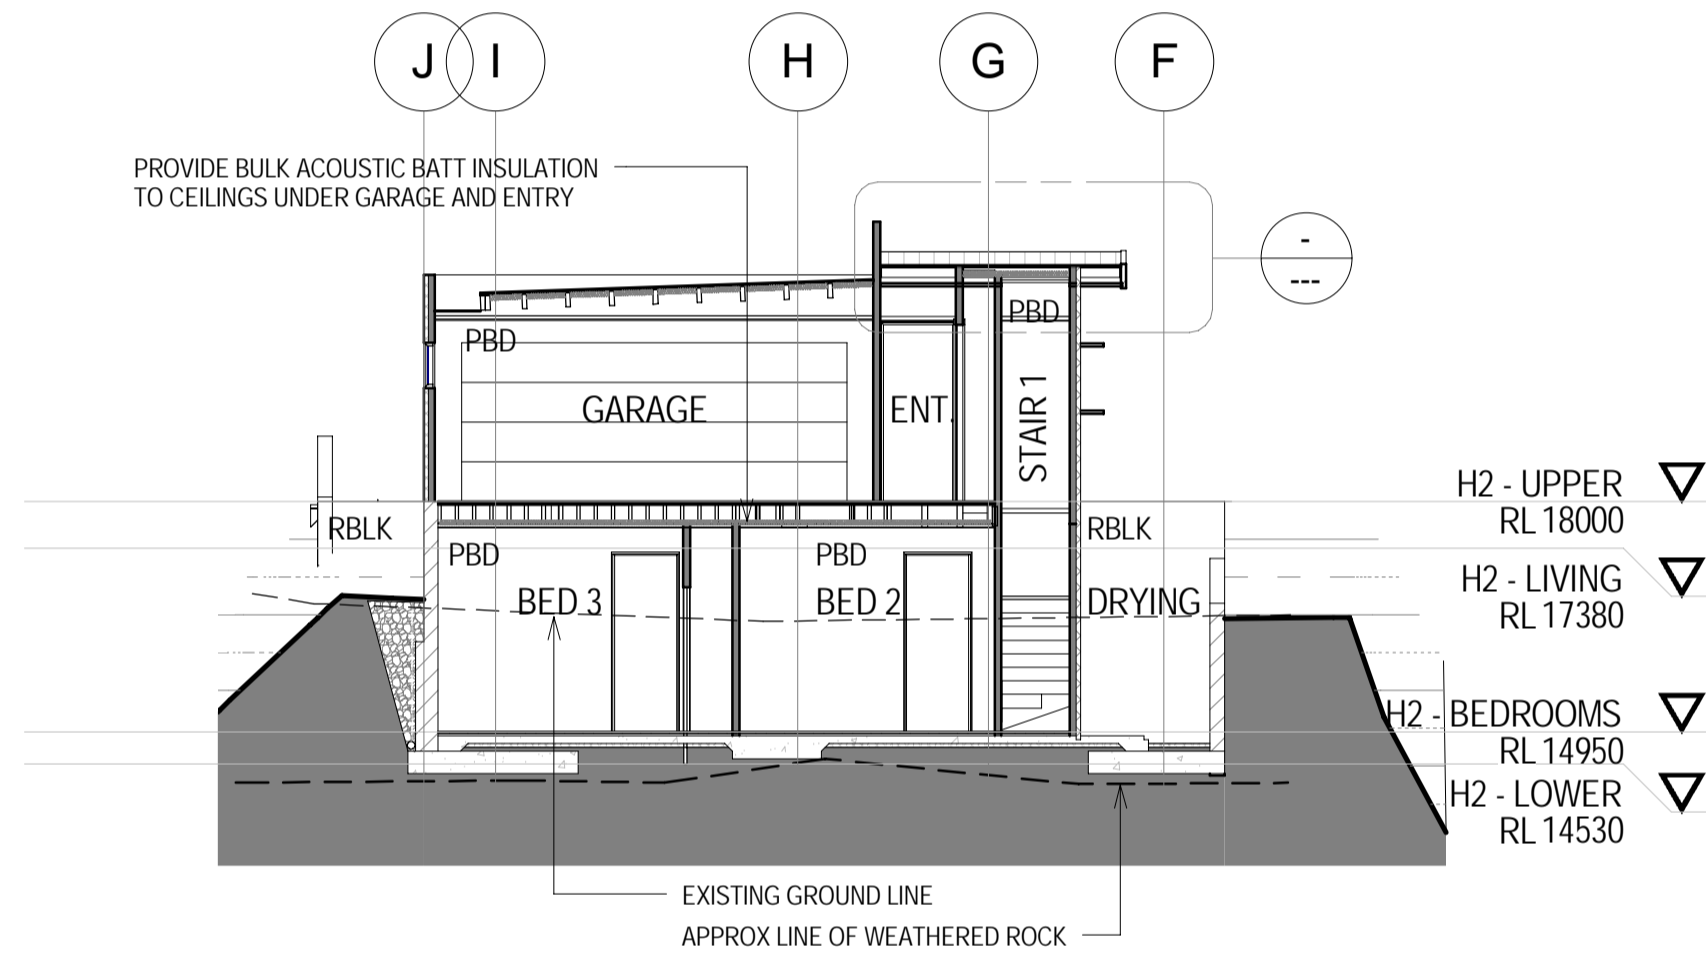 J I H G F
PROVIDE BULK ACOUSTIC BATT INSULATION
TO CEILINGS UNDER GARAGE AND ENTRY
-
---
PBD
PBD
GARAGE
ENT.
STAIR 1
H2 - UPPER
RL 18000
RBLK
RBLK
PBD
PBD
BED 3
BED 2
DRYING
H2 - LIVING
RL 17380
H2 - BEDROOMS
RL 14950
H2 - LOWER
RL 14530
EXISTING GROUND LINE
APPROX LINE OF WEATHERED ROCK